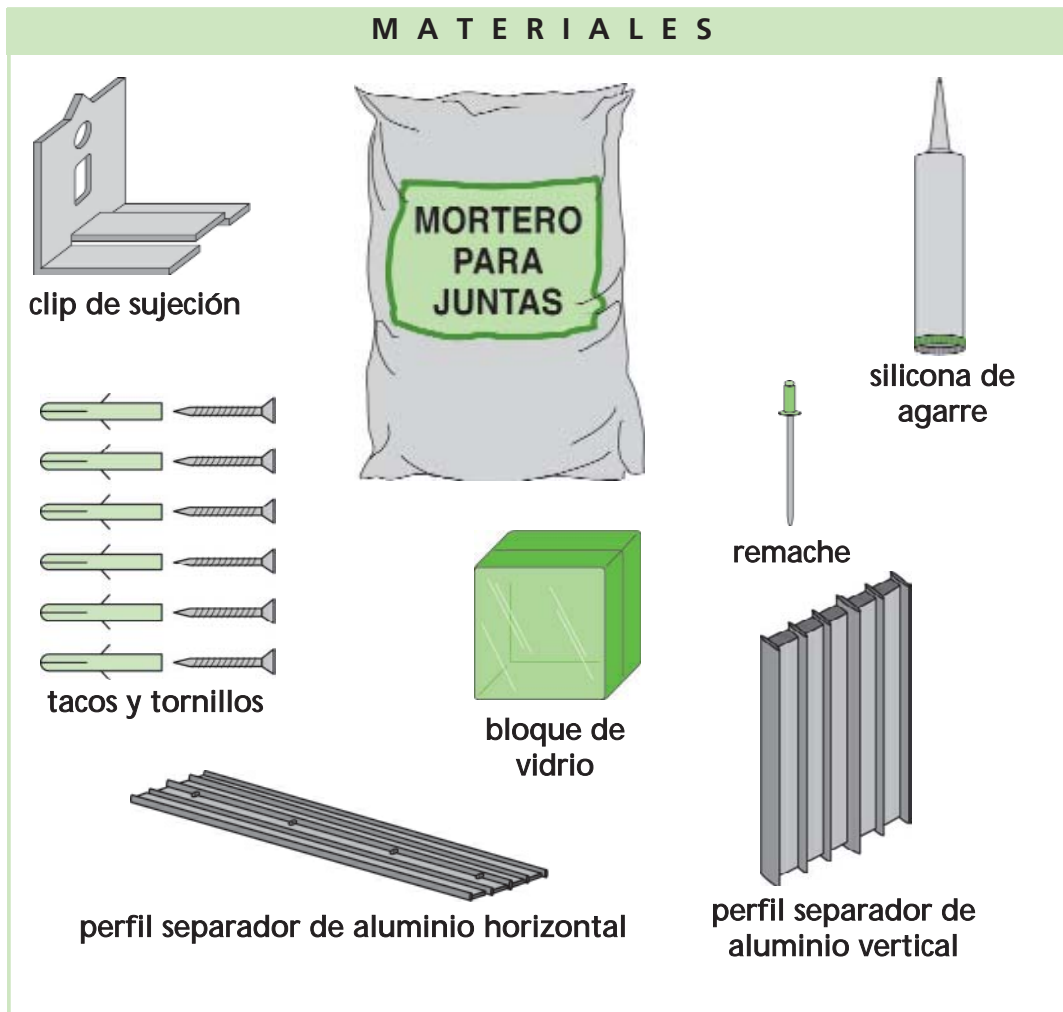 MATERIALES
clip de sujeción
MORTERO
PARA
JUNTAS
silicona de
agarre
remache
tacos y tornillos
bloque de
vidrio
perfil separador de aluminio horizontal
perfil separador de
aluminio vertical